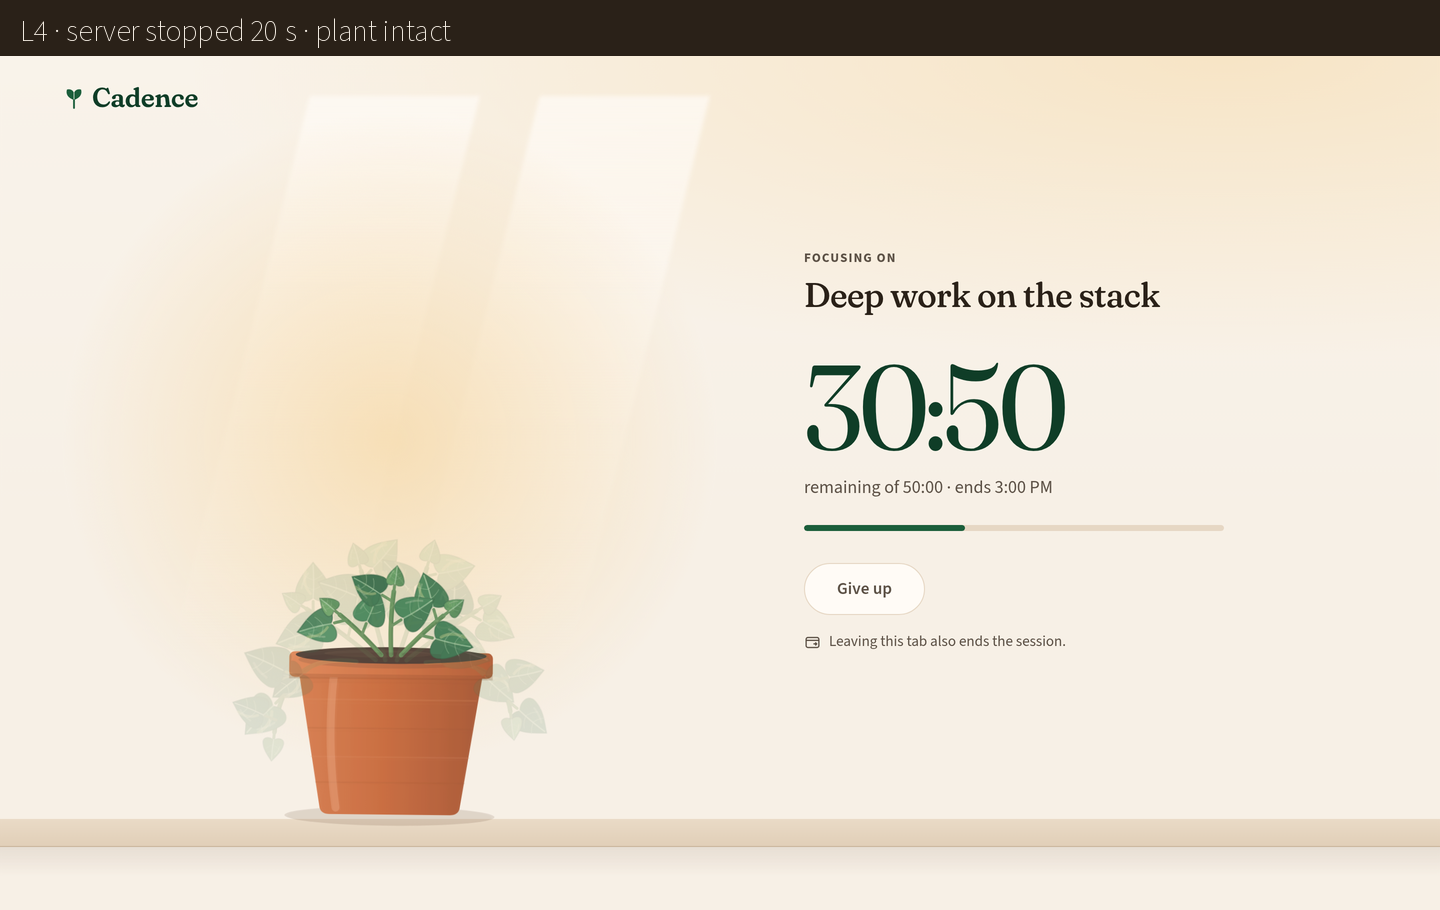 L4 · server stopped 20 s · plant intact
Cadence
FOCUSING ON
Deep work on the stack
30:50
remaining of 50:00 · ends 3:00 PM
Give up
Leaving this tab also ends the session.